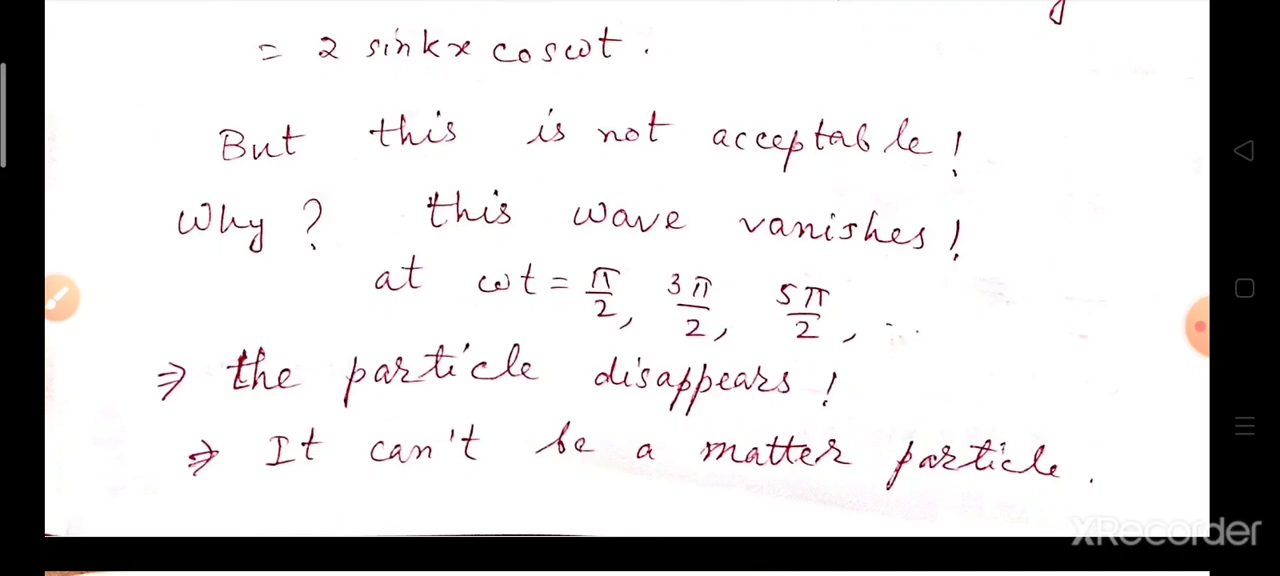 = 2 sinkx coswt.
But this is not acceptable!
Why? this wave vanishes!
at ωt = π/2, 3π/2, 5π/2, ...
⇒ the particle disappears!
⇒ It can't be a matter particle.
XRecorder